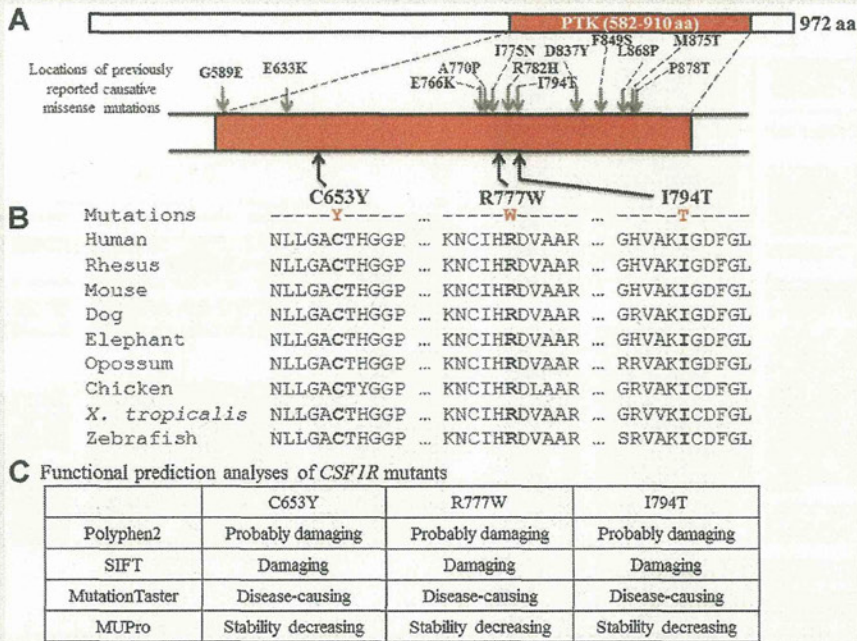 A
PTK (582-910 aa) 972 aa
Locations of previously
reported causative
missense mutations
G589E E633K E766K A770P I775N R782H I794T D837Y F849S L868P M875T P878T
C653Y R777W I794T
B
Mutations -----Y---- ... -----W----- ... -----T-----
Human NLLGACTHGGP ... KNCIHRDVAAR ... GHVAKIGDFGL
Rhesus NLLGACTHGGP ... KNCIHRDVAAR ... GHVAKIGDFGL
Mouse NLLGACTHGGP ... KNCIHRDVAAR ... GHVAKIGDFGL
Dog NLLGACTHGGP ... KNCIHRDVAAR ... GRVAKIGDFGL
Elephant NLLGACTHGGP ... KNCIHRDVAAR ... GHVAKIGDFGL
Opossum NLLGACTHGGP ... KNCIHRDVAAR ... RRVAKIGDFGL
Chicken NLLGACTYGGP ... KNCIHRDLAAR ... GRVAKICDFGL
X. tropicalis NLLGACTHGGP ... KNCIHRDVAAR ... GRVVKICDFGL
Zebrafish NLLGACTHGGP ... KNCIHRDVAAR ... SRVAKICDFGL
C Functional prediction analyses of CSF1R mutants
C653Y R777W I794T
Polyphen2 Probably damaging Probably damaging Probably damaging
SIFT Damaging Damaging Damaging
MutationTaster Disease-causing Disease-causing Disease-causing
MUPro Stability decreasing Stability decreasing Stability decreasing